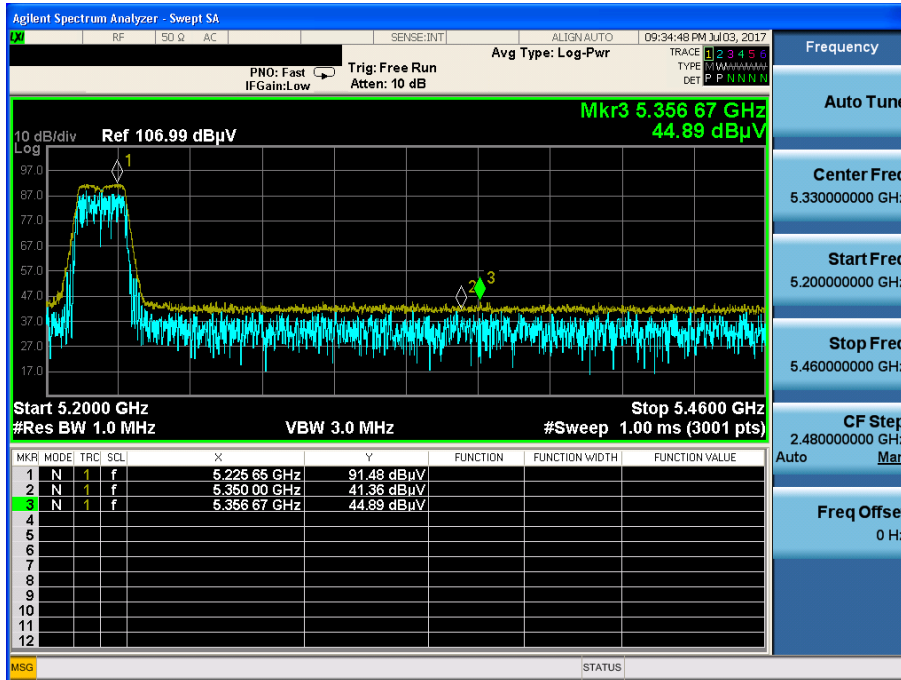 Agilent Spectrum Analyzer - Swept SA
LXI RF 50 Ω AC SENSE:INT ALIGN AUTO 09:34:48 PM Jul 03, 2017
Avg Type: Log-Pwr
TRACE 1 2 3 4 5 6
TYPE M W W W W W
DET P P N N N N
PNO: Fast
IFGain:Low
Trig: Free Run
Atten: 10 dB
Mkr3 5.356 67 GHz
44.89 dBµV
10 dB/div Ref 106.99 dBµV
Log
97.0
87.0
77.0
67.0
57.0
47.0
37.0
27.0
17.0
1
2
3
Start 5.2000 GHz Stop 5.4600 GHz
#Res BW 1.0 MHz VBW 3.0 MHz #Sweep 1.00 ms (3001 pts)
MKR MODE TRC SCL X Y FUNCTION FUNCTION WIDTH FUNCTION VALUE
1 N 1 f 5.225 65 GHz 91.48 dBµV
2 N 1 f 5.350 00 GHz 41.36 dBµV
3 N 1 f 5.356 67 GHz 44.89 dBµV
4
5
6
7
8
9
10
11
12
MSG STATUS
Frequency
Auto Tune
Center Freq
5.330000000 GHz
Start Freq
5.200000000 GHz
Stop Freq
5.460000000 GHz
CF Step
2.480000000 GHz
Auto Man
Freq Offset
0 Hz